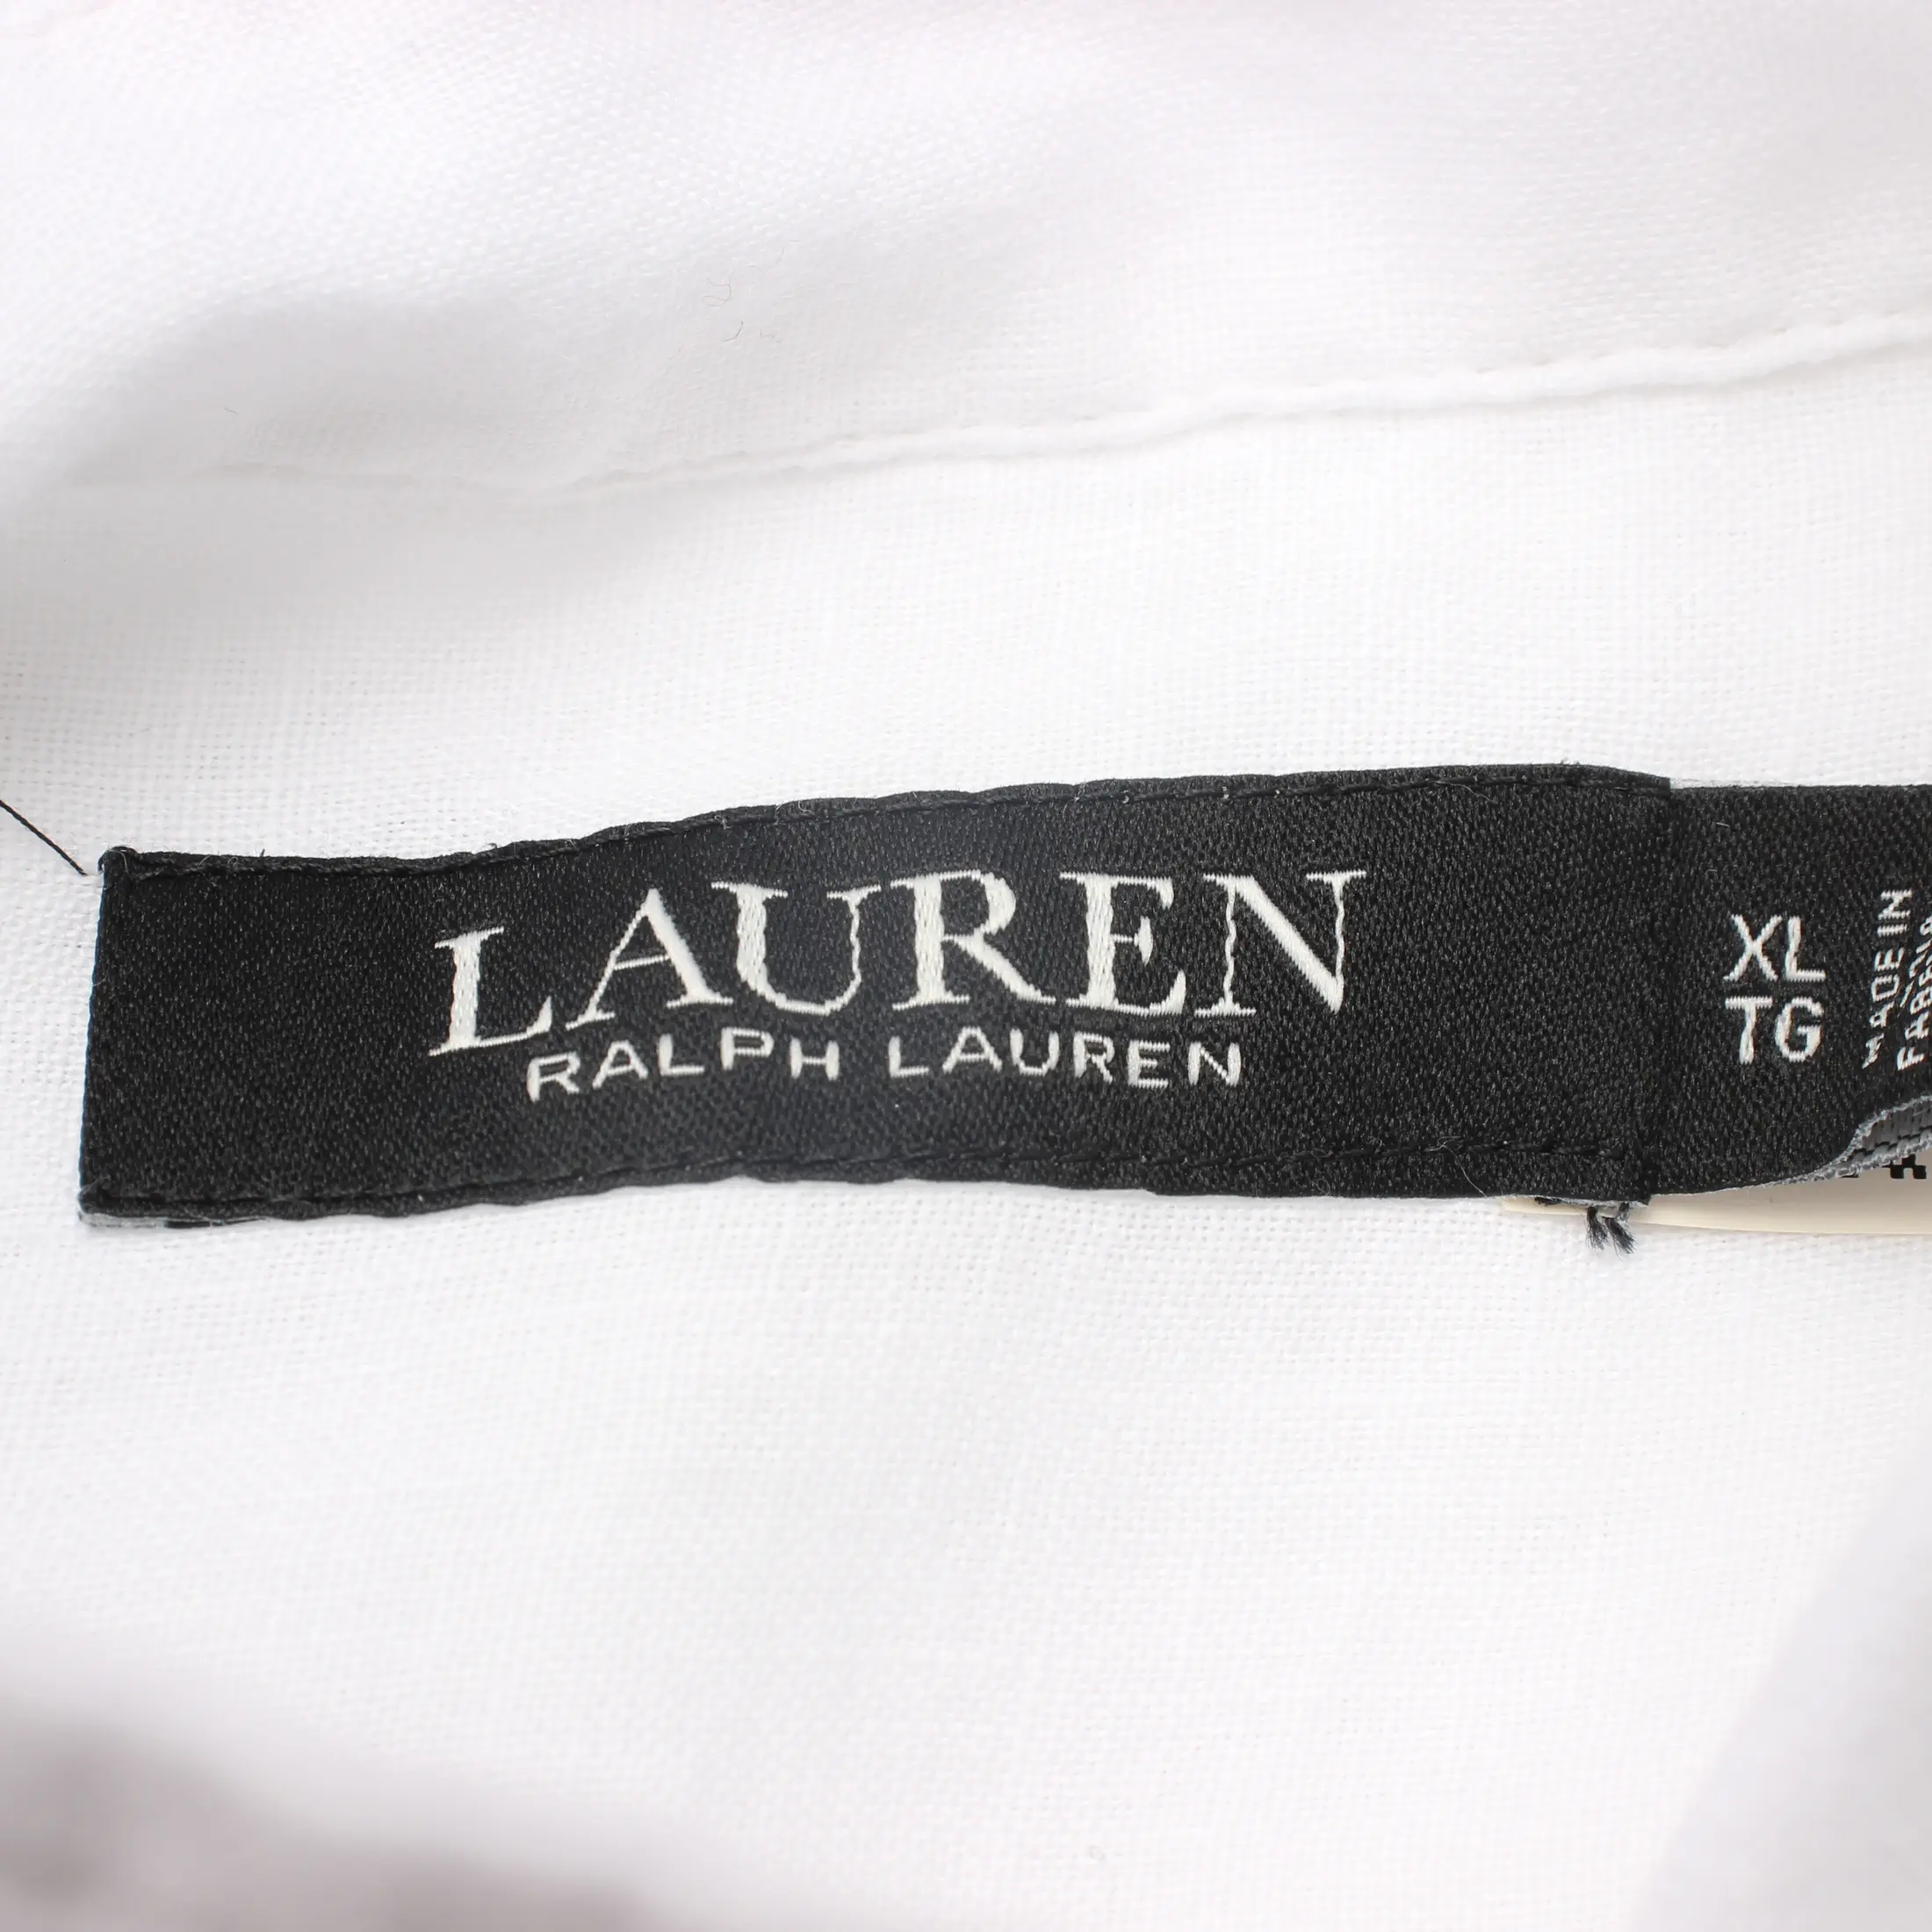 LAUREN
RALPH LAUREN
XL
TG
MADE IN